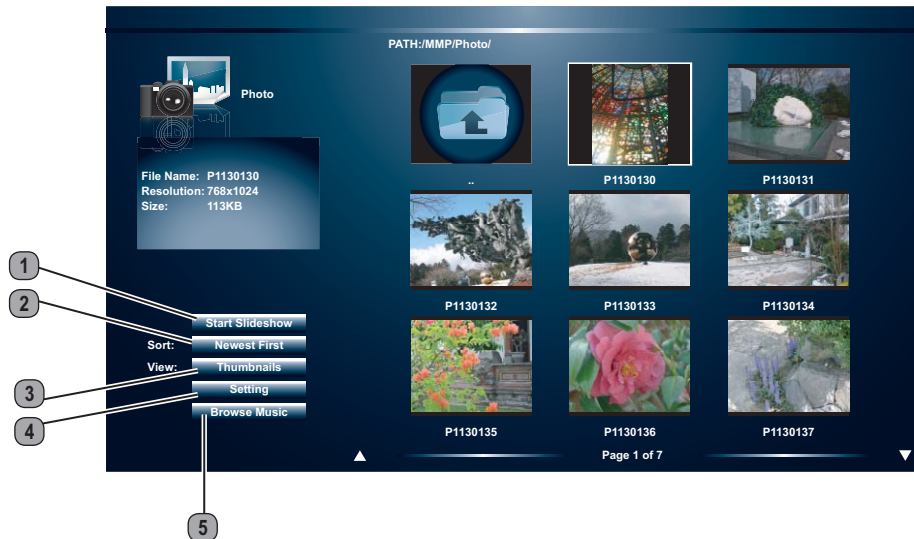 PATH:/MMP/Photo/
Photo
File Name: P1130130
Resolution: 768x1024
Size: 113KB
..
P1130130
P1130131
P1130132
P1130133
P1130134
P1130135
P1130136
P1130137
1
Start Slideshow
2
Sort: Newest First
View: Thumbnails
3
Setting
4
Browse Music
5
Page 1 of 7